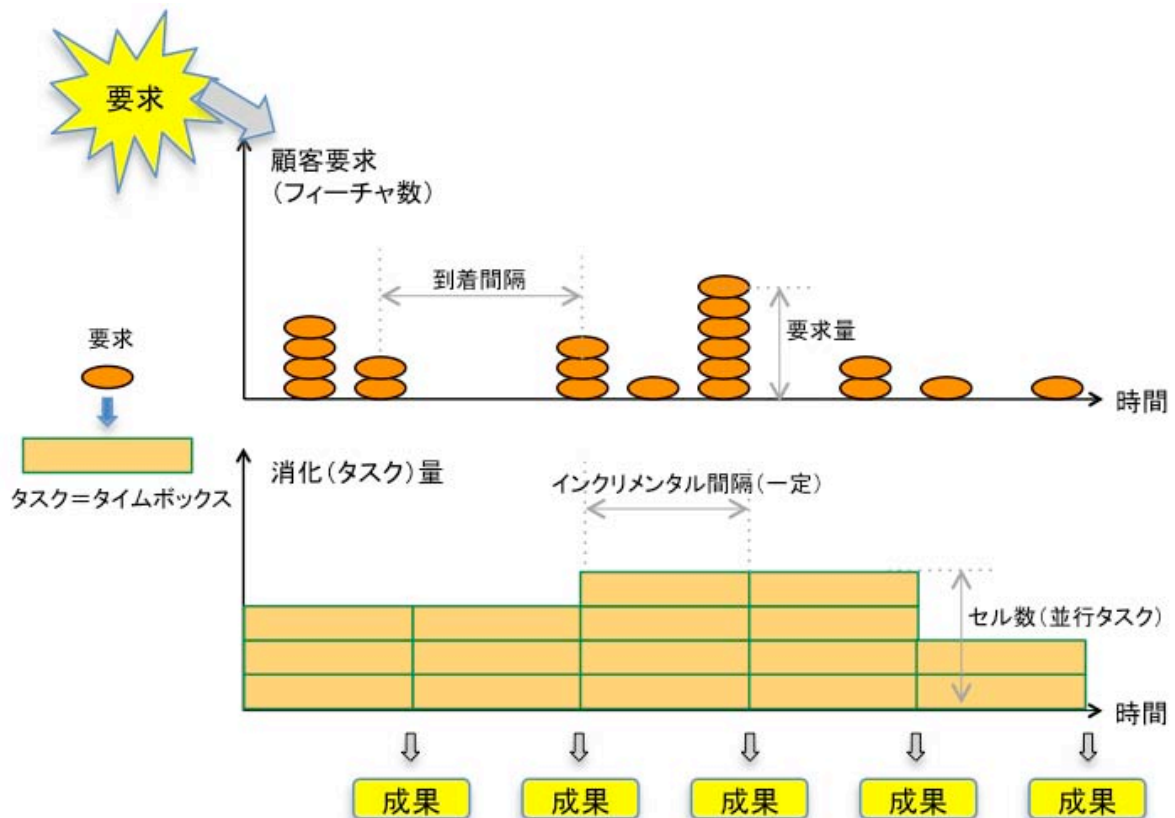 要求
顧客要求
(フィーチャ数)
到着間隔
要求量
要求
時間
タスク=タイムボックス
消化(タスク)量
インクリメンタル間隔(一定)
セル数(並行タスク)
時間
成果
成果
成果
成果
成果